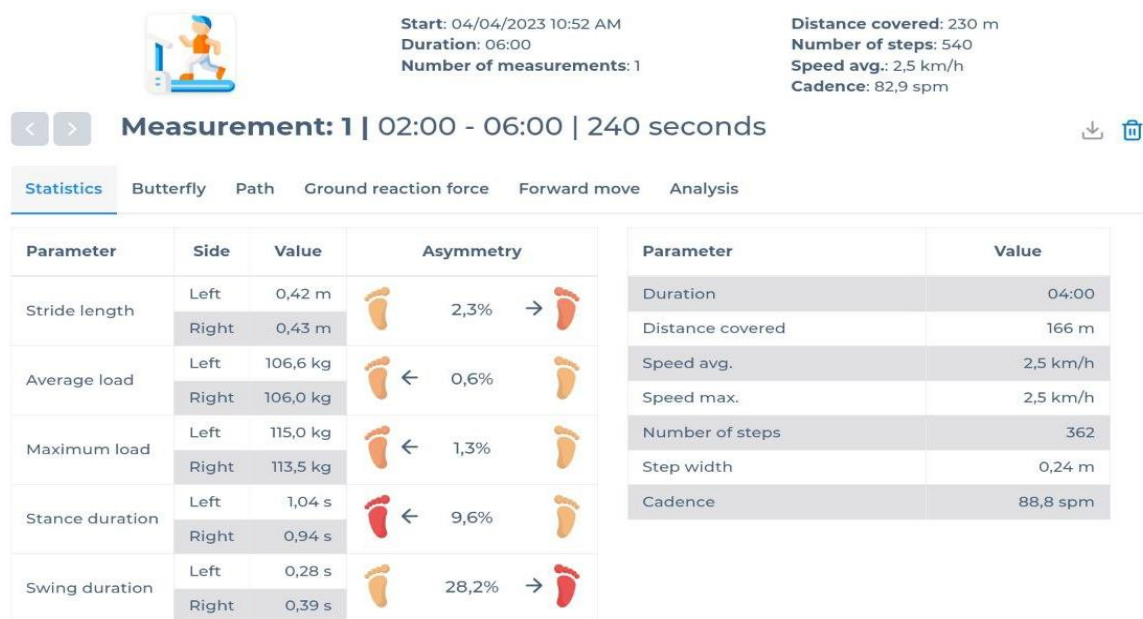 Start: 04/04/2023 10:52 AM
Duration: 06:00
Number of measurements: 1
Distance covered: 230 m
Number of steps: 540
Speed avg.: 2,5 km/h
Cadence: 82,9 spm
Measurement: 1 | 02:00 - 06:00 | 240 seconds
Statistics Butterfly Path Ground reaction force Forward move Analysis
Parameter Side Value Asymmetry
Stride length
Left 0,42 m
Right 0,43 m
2,3%
Average load
Left 106,6 kg
Right 106,0 kg
0,6%
Maximum load
Left 115,0 kg
Right 113,5 kg
1,3%
Stance duration
Left 1,04 s
Right 0,94 s
9,6%
Swing duration
Left 0,28 s
Right 0,39 s
28,2%
Parameter Value
Duration 04:00
Distance covered 166 m
Speed avg. 2,5 km/h
Speed max. 2,5 km/h
Number of steps 362
Step width 0,24 m
Cadence 88,8 spm